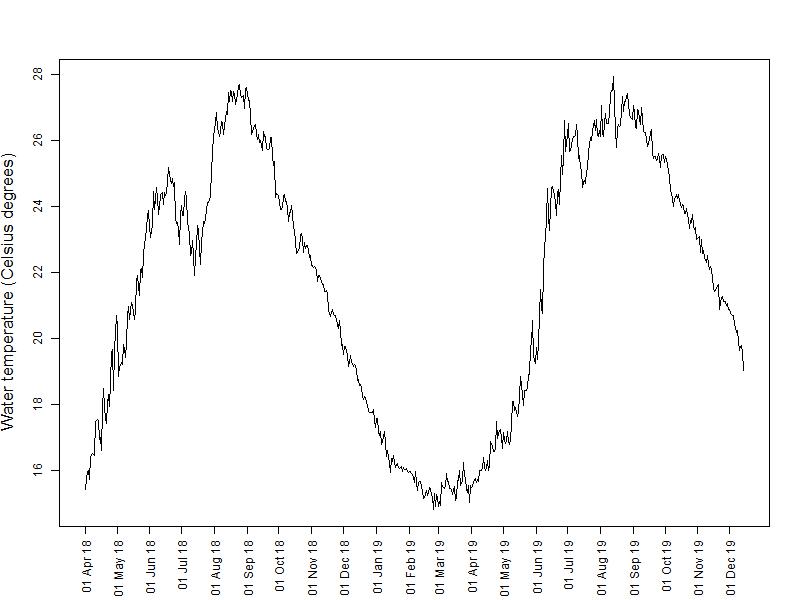 Water temperature (Celsius degrees)
28
26
24
22
20
18
16
01 Apr 18
01 May 18
01 Jun 18
01 Jul 18
01 Aug 18
01 Sep 18
01 Oct 18
01 Nov 18
01 Dec 18
01 Jan 19
01 Feb 19
01 Mar 19
01 Apr 19
01 May 19
01 Jun 19
01 Jul 19
01 Aug 19
01 Sep 19
01 Oct 19
01 Nov 19
01 Dec 19